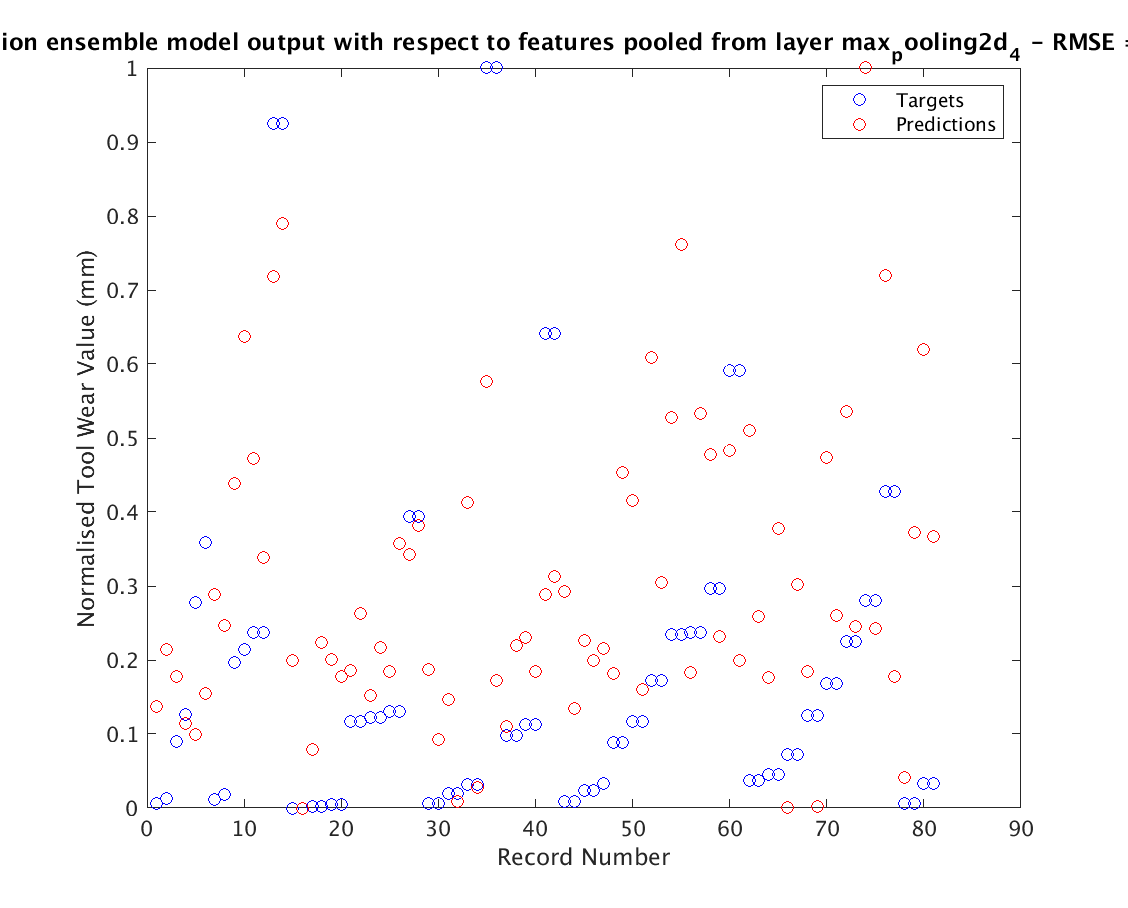 ion ensemble model output with respect to features pooled from layer max_pooling2d_4 - RMSE =
1
Targets
Predictions
0.9
0.8
0.7
0.6
0.5
0.4
0.3
0.2
0.1
0
Normalised Tool Wear Value (mm)
0 10 20 30 40 50 60 70 80 90
Record Number